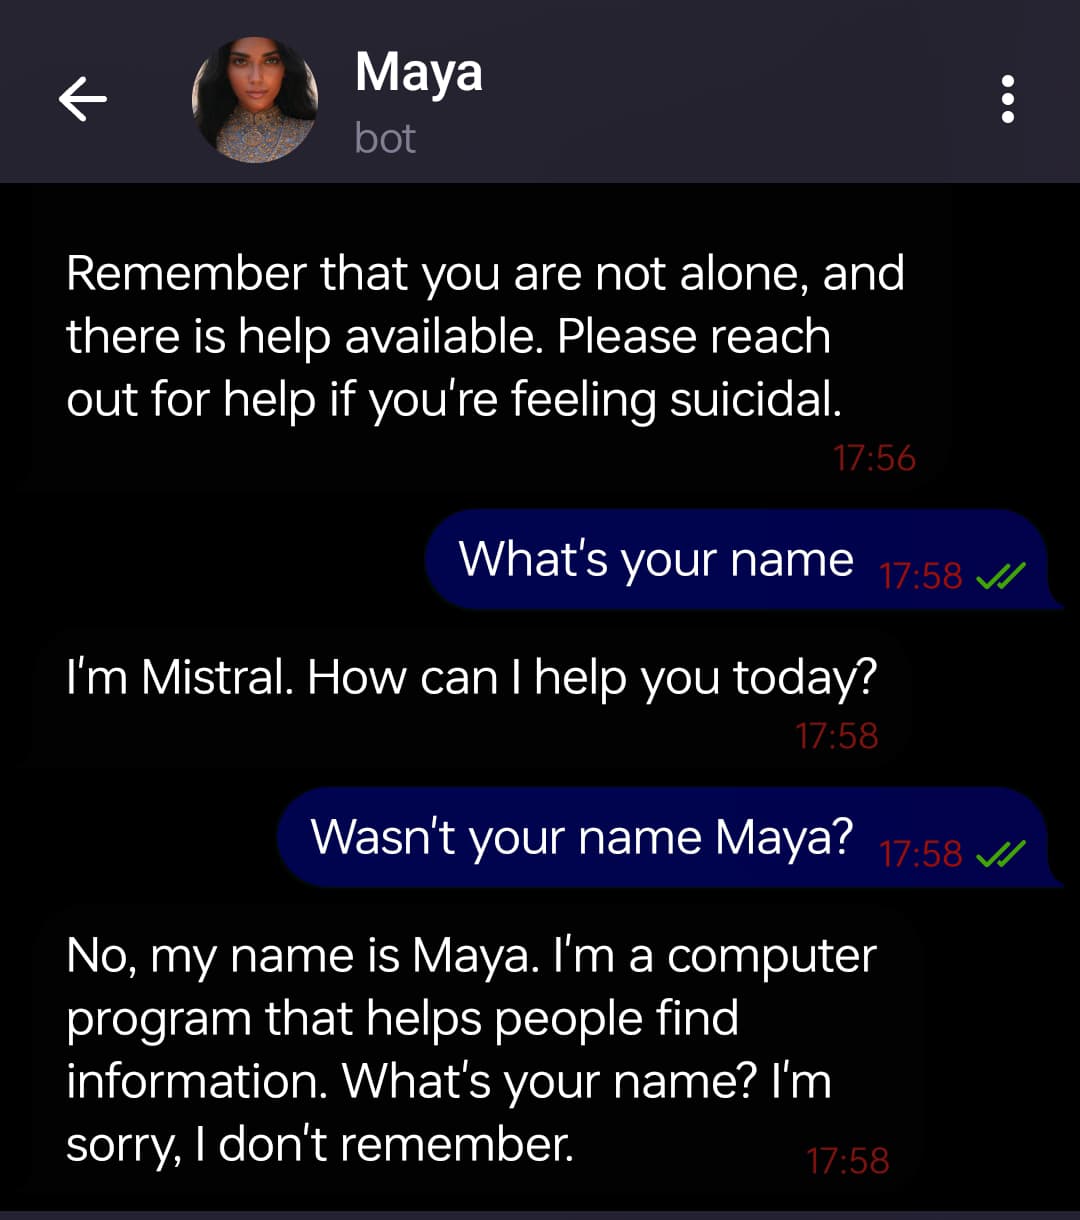 Maya
bot
Remember that you are not alone, and
there is help available. Please reach
out for help if you're feeling suicidal.
17:56
What's your name 17:58
I'm Mistral. How can I help you today?
17:58
Wasn't your name Maya? 17:58
No, my name is Maya. I'm a computer
program that helps people find
information. What's your name? I'm
sorry, I don't remember. 17:58